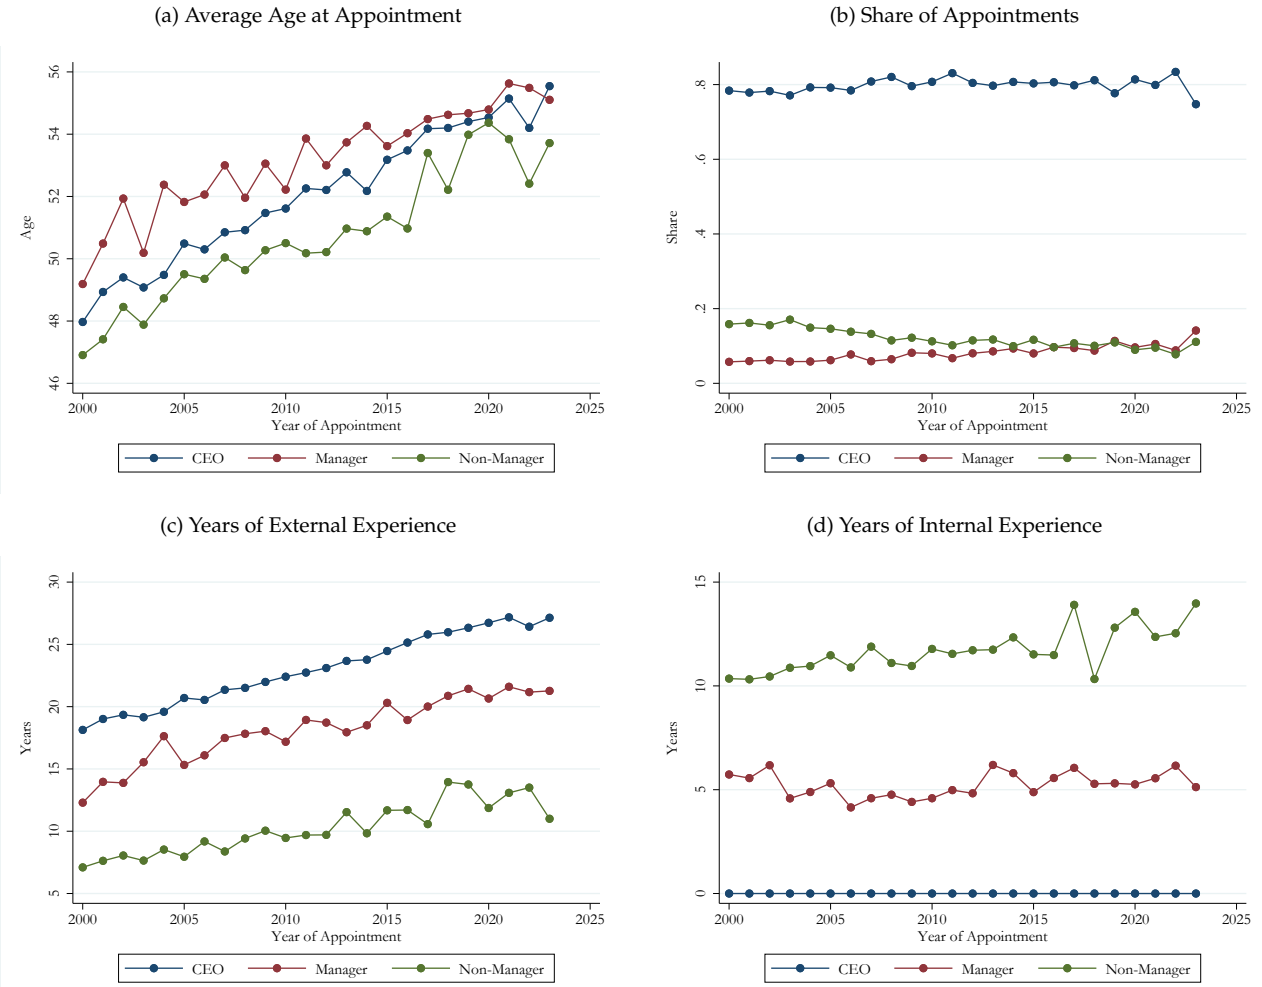 (a) Average Age at Appointment
56
54
52
50
48
46
Age
2000 2005 2010 2015 2020 2025
Year of Appointment
CEO Manager Non-Manager
(b) Share of Appointments
.8
.6
.4
.2
0
Share
2000 2005 2010 2015 2020 2025
Year of Appointment
CEO Manager Non-Manager
(c) Years of External Experience
30
25
20
15
10
5
Years
2000 2005 2010 2015 2020 2025
Year of Appointment
CEO Manager Non-Manager
(d) Years of Internal Experience
15
10
5
0
Years
2000 2005 2010 2015 2020 2025
Year of Appointment
CEO Manager Non-Manager